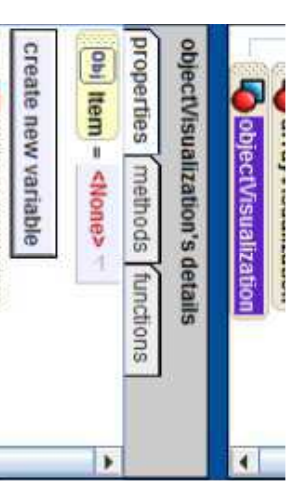 objectVisualization
objectVisualization's details
properties methods functions
Obj Item = <None>
create new variable